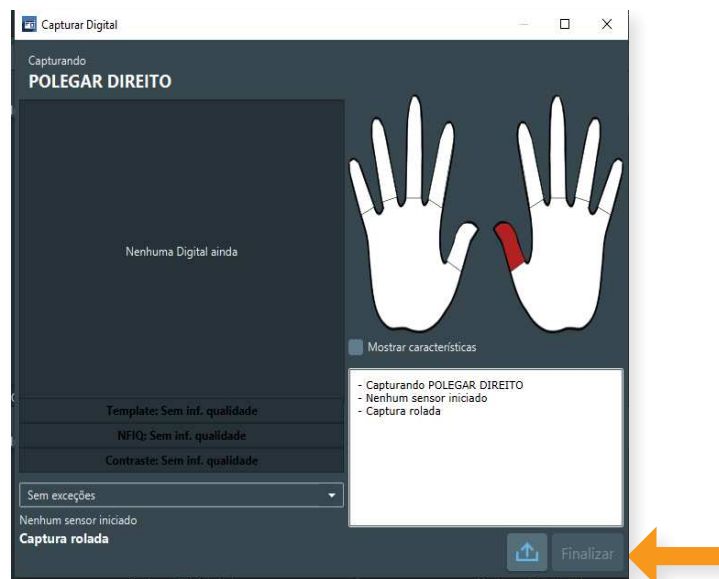 Capturar Digital
Capturando
POLEGAR DIREITO
Nenhuma Digital ainda
Mostrar características
- Capturando POLEGAR DIREITO
- Nenhum sensor iniciado
- Captura rolada
Template: Sem inf. qualidade
NFIQ: Sem inf. qualidade
Contraste: Sem inf. qualidade
Sem exceções
Nenhum sensor iniciado
Captura rolada
Finalizar